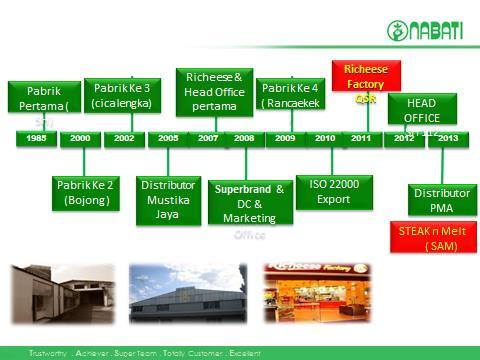 NABATI
Pabrik
Pertama (
Pabrik Ke 3
(cicalengka)
Richeese &
Head Office
pertama
Pabrik Ke 4
( Rancaekek
Richeese
Factory
QSR
HEAD
OFFICE
1985
2000
2002
2005
2007
2008
2009
2010
2011
2012
2013
Pabrik Ke 2
(Bojong )
Distributor
Mustika
Jaya
Superbrand &
DC &
Marketing
Office
ISO 22000
Export
Distributor
PMA
STEAK n Melt
( SAM)
Richeese
Factory
Trustworthy . Achiever . Super Team . Totally Customer . Excellent